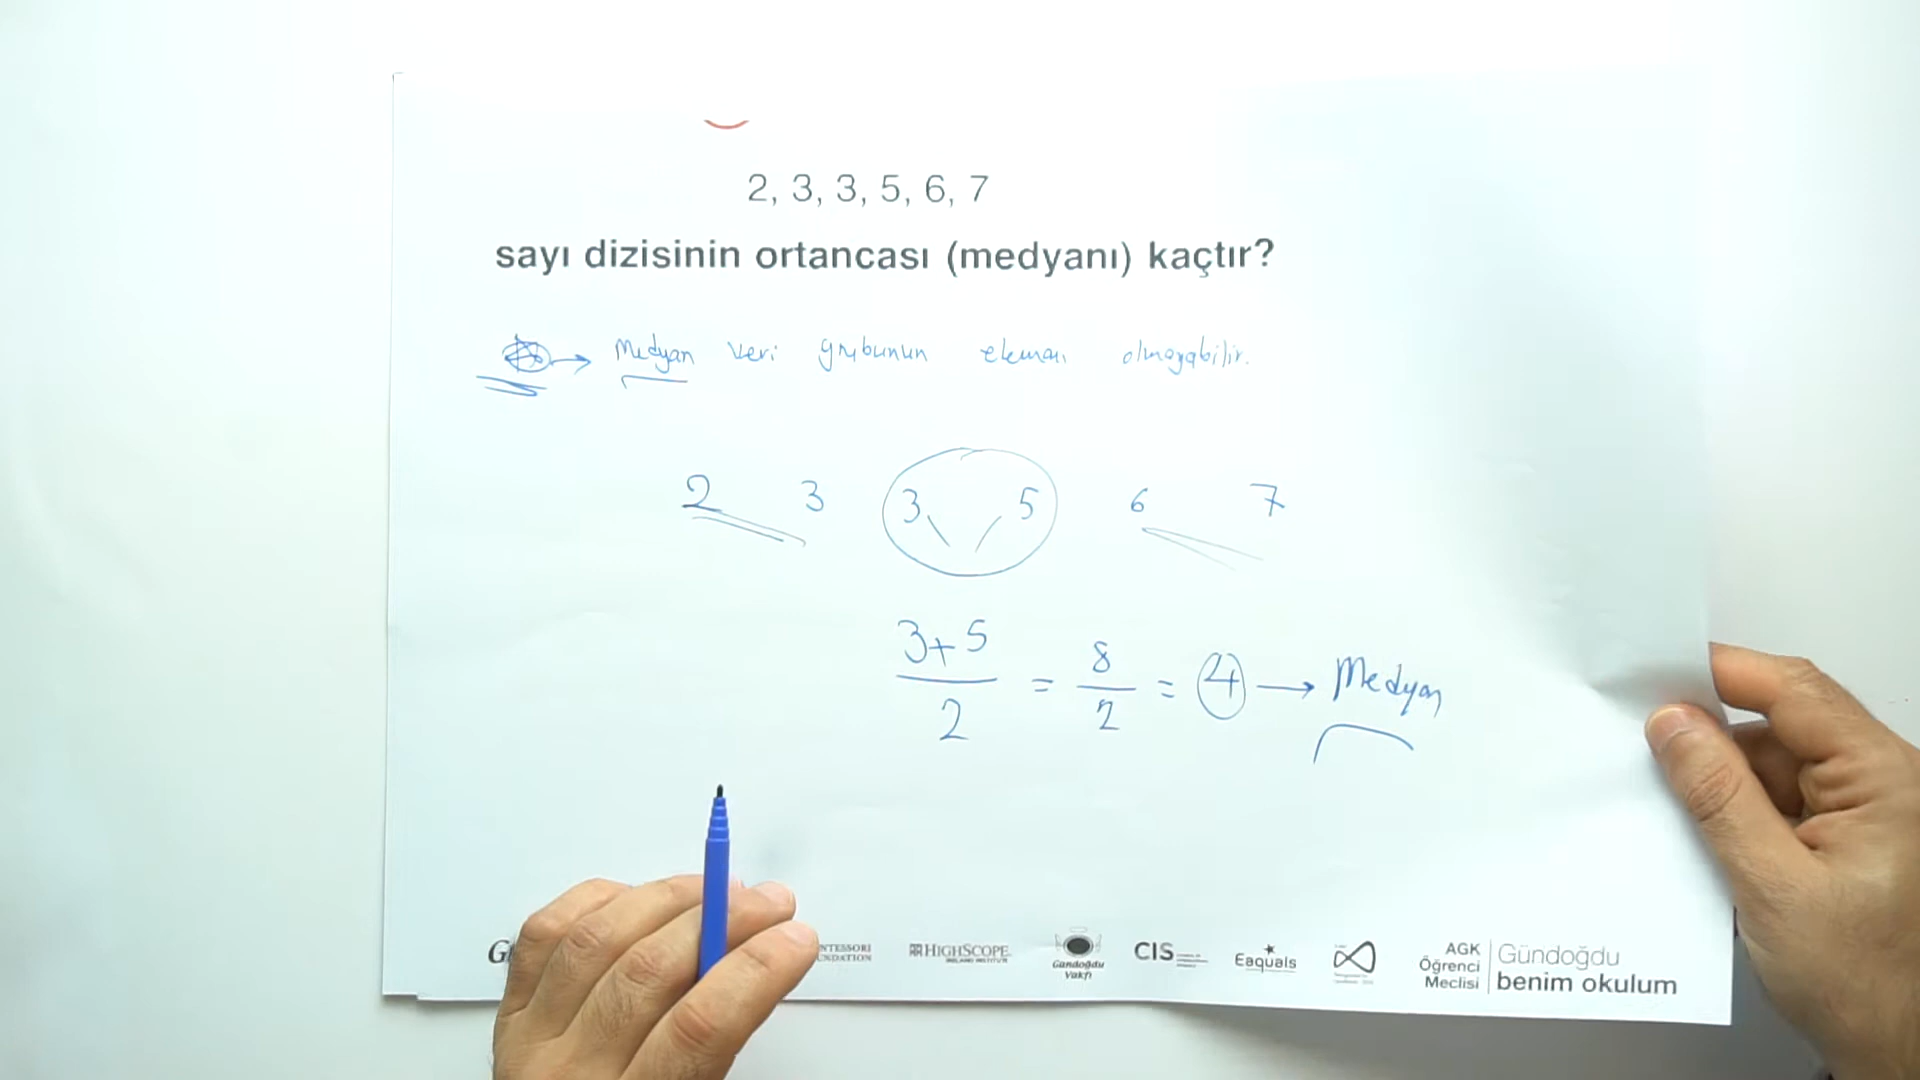 2, 3, 3, 5, 6, 7
sayı dizisinin ortancası (medyanı) kaçtır?
→ Medyan veri grubunun elemanı olmayabilir.
2 3 3 5 6 7
3+5 / 2 = 8 / 2 = 4 → Medyan
HIGHSCOPE
Gündoğdu
Vakfı
CIS
Eaquals
AGK
Öğrenci
Meclisi
Gündoğdu
benim okulum